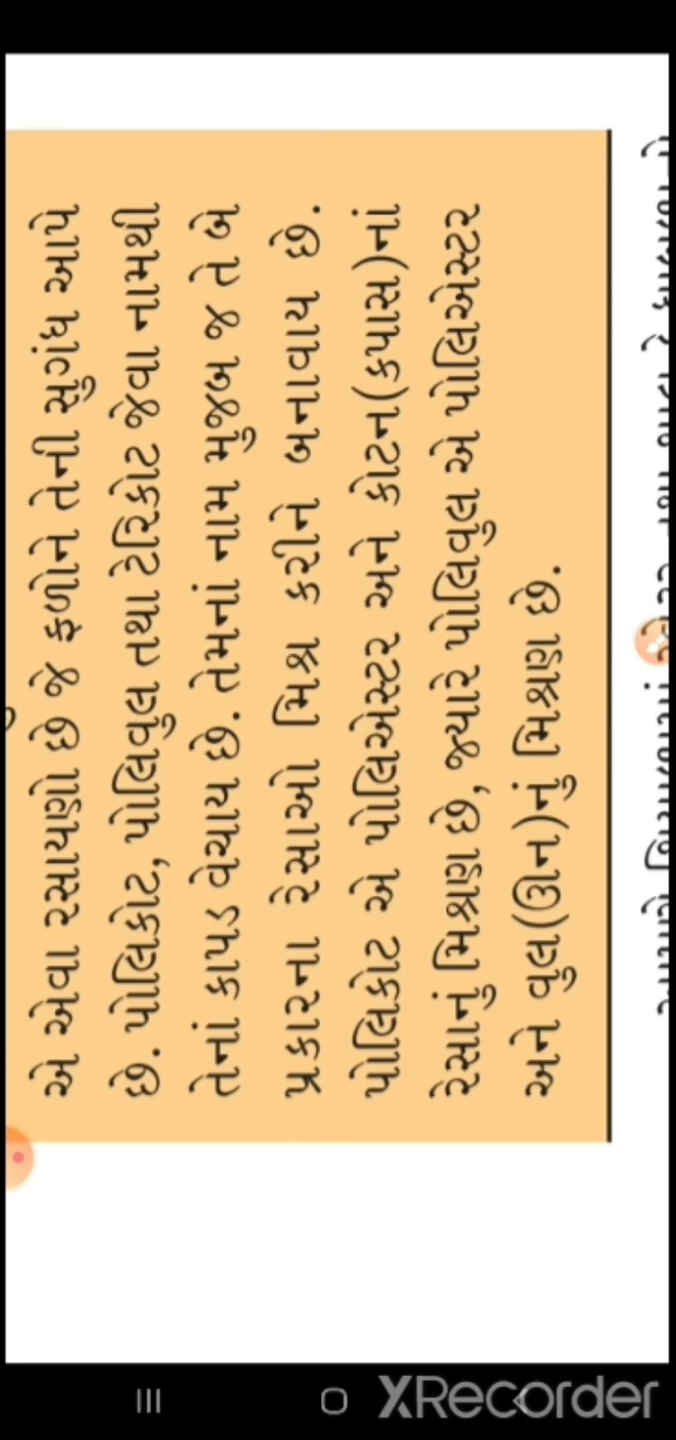 એ એવા રસાયણો છે જે ફળોને તેની સુગંધ આપે
છે. પોલિકોટ, પોલિવુલ તથા ટેરિકોટ જેવા નામથી
તેનાં કાપડ વેચાય છે. તેમનાં નામ મુજબ જ તે બે
પ્રકારના રેસાઓ મિશ્ર કરીને બનાવાય છે.
પોલિકોટ એ પોલિએસ્ટર અને કોટન(કપાસ)નાં
રેસાનું મિશ્રણ છે, જ્યારે પોલિવુલ એ પોલિએસ્ટર
અને વુલ(ઊન)નું મિશ્રણ છે.
XRecorder